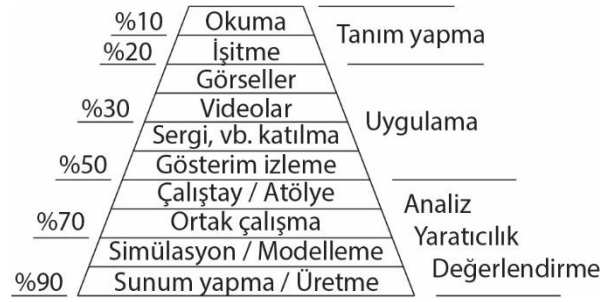 %10 Okuma
Tanım yapma
%20 İşitme
Görseller
%30 Videolar
Uygulama
Sergi, vb. katılma
%50 Gösterim izleme
Çalıştay / Atölye
Analiz
%70 Ortak çalışma
Yaratıcılık
Simülasyon / Modelleme
Değerlendirme
%90 Sunum yapma / Üretme